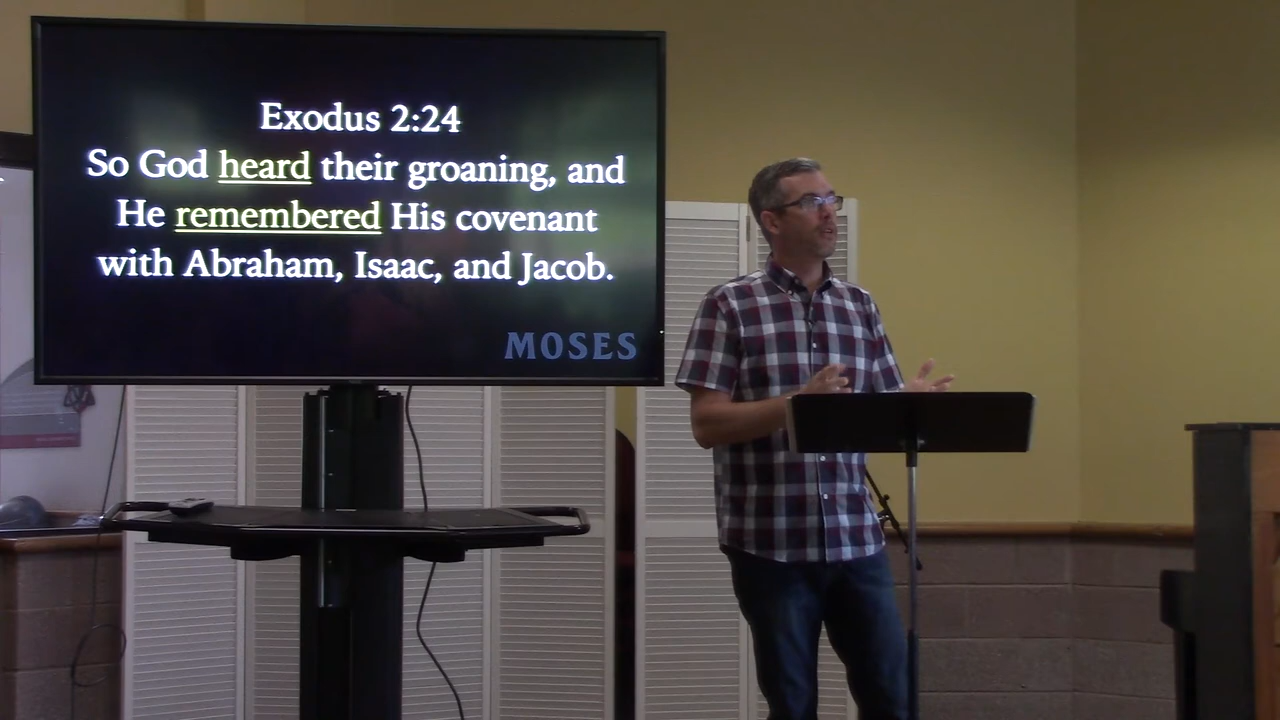 Exodus 2:24
So God heard their groaning, and
He remembered His covenant
with Abraham, Isaac, and Jacob.
MOSES